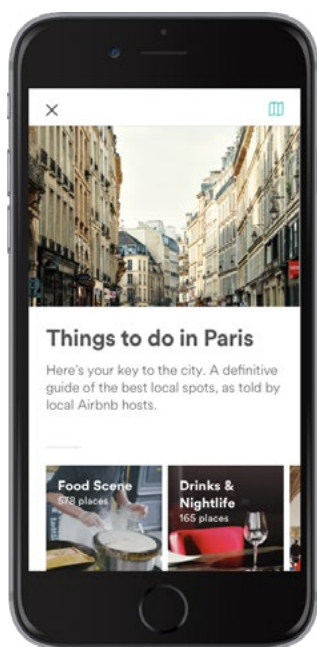 Things to do in Paris
Here's your key to the city. A definitive
guide of the best local spots, as told by
local Airbnb hosts.
Food Scene
578 places
Drinks &
Nightlife
165 places